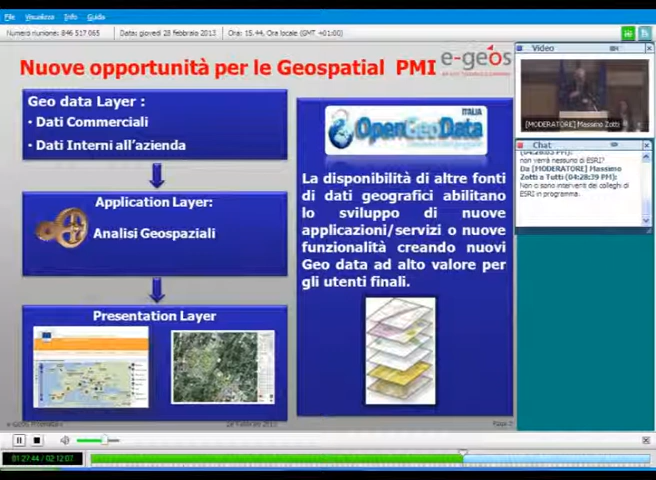 File Visualizza Info Guida
Numero riunione: 846 517 065 Data: giovedì 28 febbraio 2013 Ora: 15.44, Ora locale (GMT +01:00)
Nuove opportunità per le Geospatial PMI
e-geos
Geo data Layer :
• Dati Commerciali
• Dati Interni all'azienda
Application Layer:
Analisi Geospaziali
Presentation Layer
ITALIA
OpenGeoData
La disponibilità di altre fonti
di dati geografici abilitano
lo sviluppo di nuove
applicazioni/servizi o nuove
funzionalità creando nuovi
Geo data ad alto valore per
gli utenti finali.
Video
[MODERATORE] Massimo Zotti
Chat
non verrà nessuno di ESRI?
Da [MODERATORE] Massimo
Zotti a Tutti (04:28:39 PM):
Non ci sono interventi dei colleghi di
ESRI in programma.
01:27:44 / 02:12:07